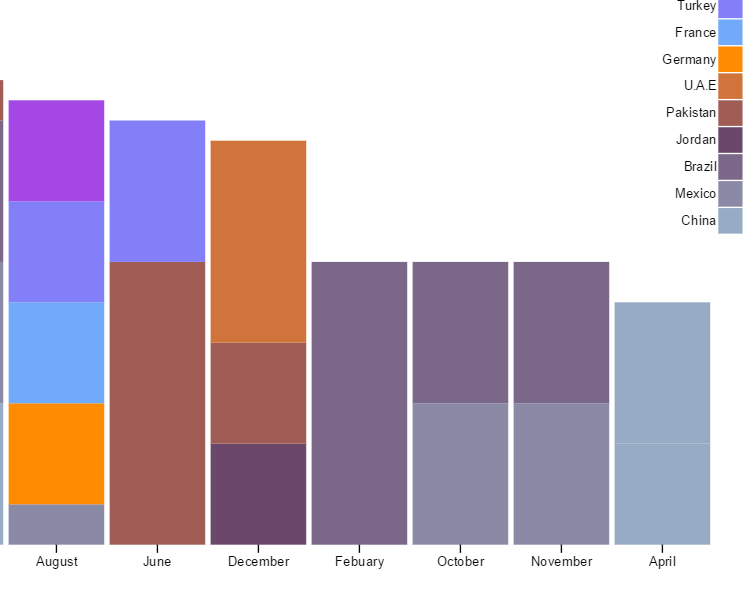 Turkey
France
Germany
U.A.E
Pakistan
Jordan
Brazil
Mexico
China
August June December Febuary October November April